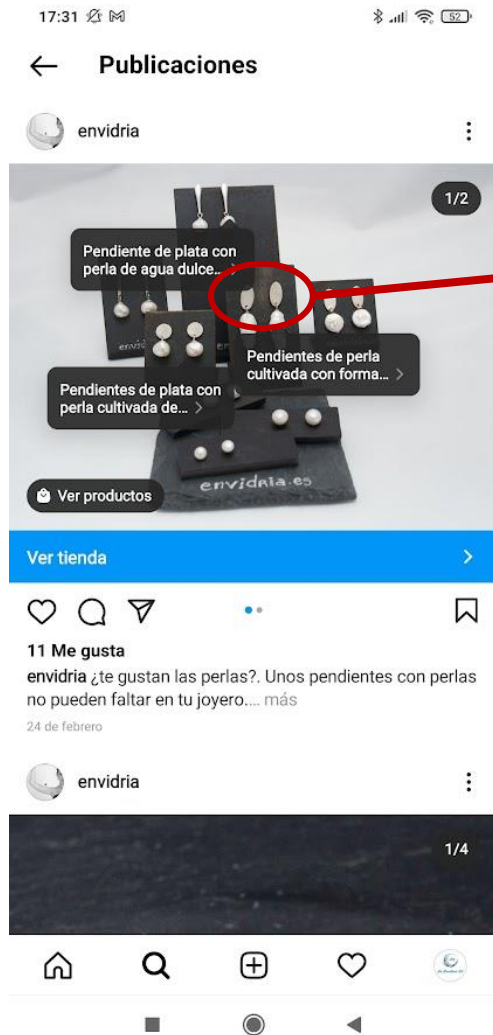 17:31
52
Publicaciones
envidria
1/2
Pendiente de plata con
perla de agua dulce... >
Pendientes de perla
cultivada con forma... >
Pendientes de plata con
perla cultivada de... >
envidria.es
Ver productos
Ver tienda >
11 Me gusta
envidria ¿te gustan las perlas?. Unos pendientes con perlas
no pueden faltar en tu joyero.... más
24 de febrero
envidria
1/4